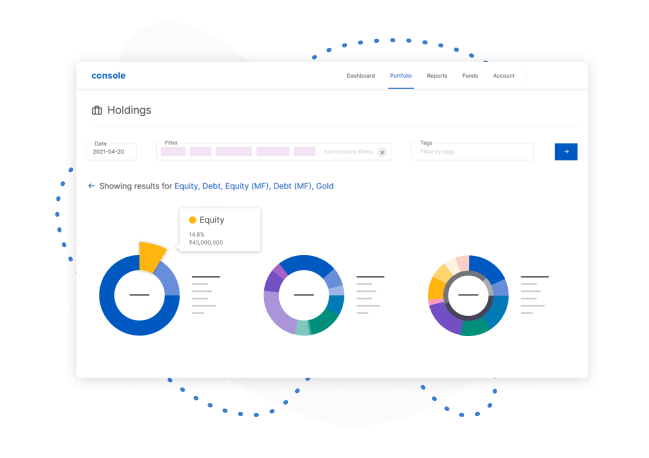 console
Dashboard Portfolio Reports Funds Account
Holdings
Date
2021-04-20
Filter
Tags
Filter by tags
Showing results for Equity, Debt, Equity (MF), Debt (MF), Gold
Equity
14.8%
₹45,090,900